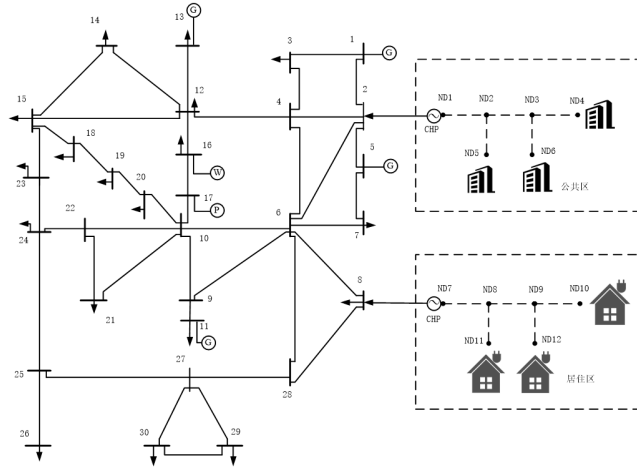 G
13
14
3
1
G
15
12
4
2
ND1
ND2
ND3
ND4
CHP
18
16
5
ND5
ND6
19
W
G
公共区
23
20
17
P
22
6
24
10
7
8
ND7
ND8
ND9
ND10
21
9
CHP
11
G
ND11
ND12
27
25
居住区
28
26
30
29